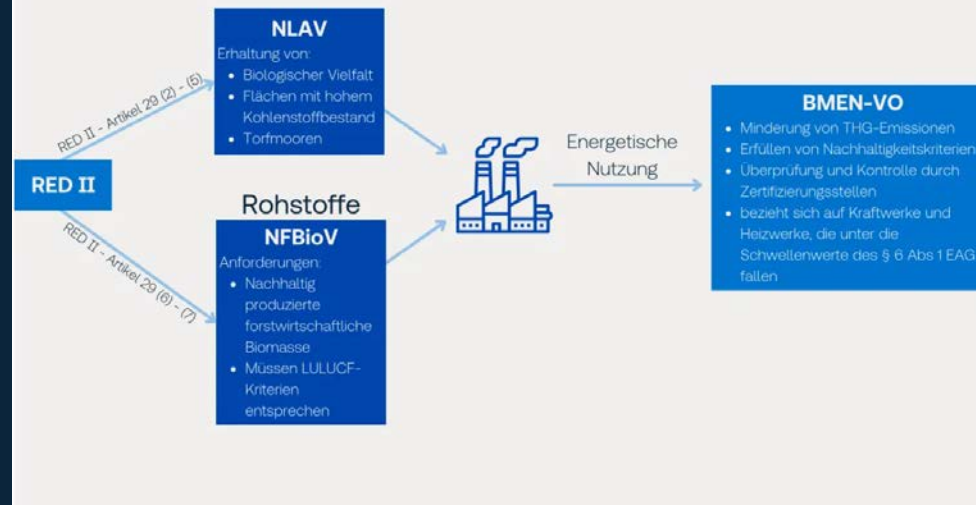 NLAV
Erhaltung von:
• Biologischer Vielfalt
• Flächen mit hohem
Kohlenstoffbestand
• Torfmooren
RED II - Artikel 29 (2) - (5)
RED II
RED II - Artikel 29 (6) - (7)
Rohstoffe
NFBioV
Anforderungen:
• Nachhaltig
produzierte
forstwirtschaftliche
Biomasse
• Müssen LULUCF-
Kriterien
entsprechen
Energetische
Nutzung
BMEN-VO
• Minderung von THG-Emissionen
• Erfüllen von Nachhaltigkeitskriterien
• Überprüfung und Kontrolle durch
Zertifizierungsstellen
• bezieht sich auf Kraftwerke und
Heizwerke, die unter die
Schwellenwerte des § 6 Abs 1 EAG
fallen